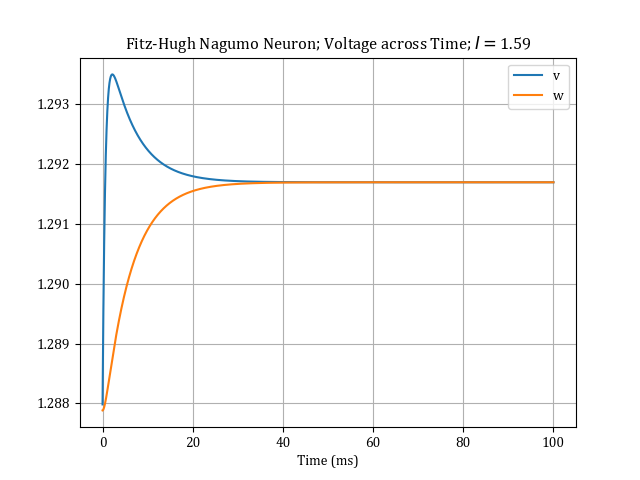 Fitz-Hugh Nagumo Neuron; Voltage across Time; I = 1.59
v
w
1.293
1.292
1.291
1.290
1.289
1.288
0 20 40 60 80 100
Time (ms)